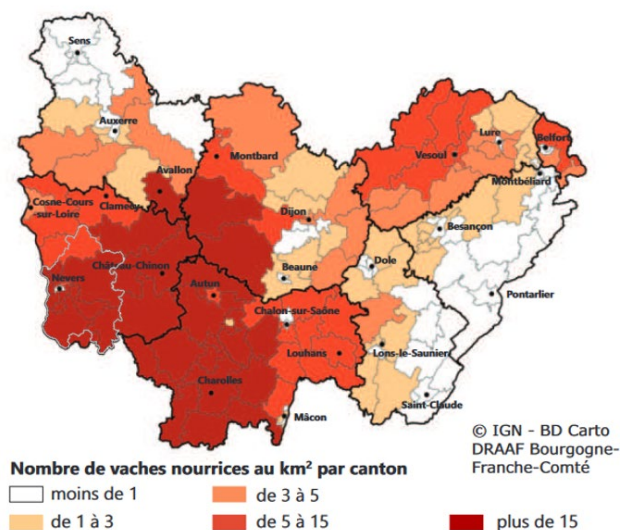 Sens
Auxerre
Avallon
Montbard
Cosne-Cours
-sur-Loire
Clamecy
Vesoul
Lure
Belfort
Montbéliard
Dijon
Besançon
Nevers
Château-Chinon
Beaune
Dole
Autun
Pontarlier
Chalon-sur-Saône
Louhans
Lons-le-Saunier
Charolles
Saint-Claude
Mâcon
© IGN - BD Carto
DRAAF Bourgogne-
Franche-Comté
Nombre de vaches nourrices au km² par canton
moins de 1
de 3 à 5
de 1 à 3
de 5 à 15
plus de 15